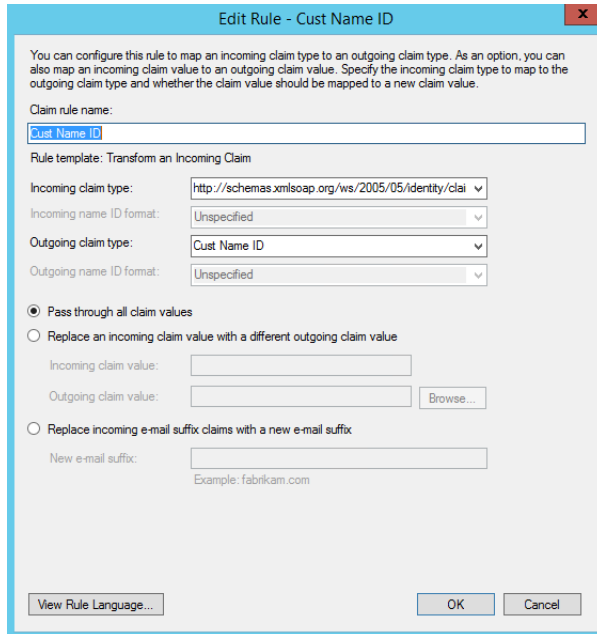 Edit Rule - Cust Name ID
x
You can configure this rule to map an incoming claim type to an outgoing claim type. As an option, you can
also map an incoming claim value to an outgoing claim value. Specify the incoming claim type to map to the
outgoing claim type and whether the claim value should be mapped to a new claim value.
Claim rule name:
Cust Name ID
Rule template: Transform an Incoming Claim
Incoming claim type: http://schemas.xmlsoap.org/ws/2005/05/identity/clai
Incoming name ID format: Unspecified
Outgoing claim type: Cust Name ID
Outgoing name ID format: Unspecified
Pass through all claim values
Replace an incoming claim value with a different outgoing claim value
Incoming claim value:
Outgoing claim value: Browse...
Replace incoming e-mail suffix claims with a new e-mail suffix
New e-mail suffix:
Example: fabrikam.com
View Rule Language... OK Cancel